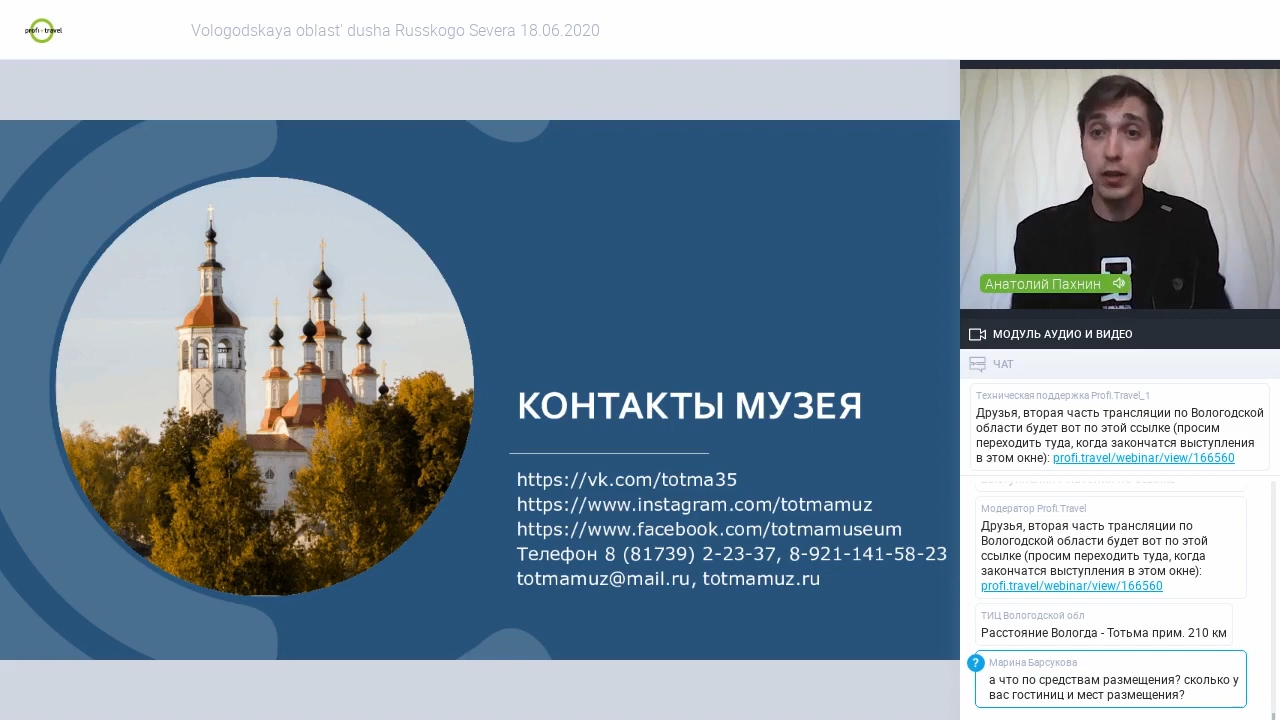 profi travel
Vologodskaya oblast' dusha Russkogo Severa 18.06.2020
КОНТАКТЫ МУЗЕЯ
https://vk.com/totma35
https://www.instagram.com/totmamuz
https://www.facebook.com/totmamuseum
Телефон 8 (81739) 2-23-37, 8-921-141-58-23
totmamuz@mail.ru, totmamuz.ru
Анатолий Пахнин
МОДУЛЬ АУДИО И ВИДЕО
ЧАТ
Техническая поддержка Profi.Travel_1
Друзья, вторая часть трансляции по Вологодской
области будет вот по этой ссылке (просим
переходить туда, когда закончатся выступления
в этом окне): profi.travel/webinar/view/166560
Модератор Profi.Travel
Друзья, вторая часть трансляции по
Вологодской области будет вот по этой
ссылке (просим переходить туда, когда
закончатся выступления в этом окне):
profi.travel/webinar/view/166560
ТИЦ Вологодской обл
Расстояние Вологда - Тотьма прим. 210 км
?
Марина Барсукова
а что по средствам размещения? сколько у
вас гостиниц и мест размещения?